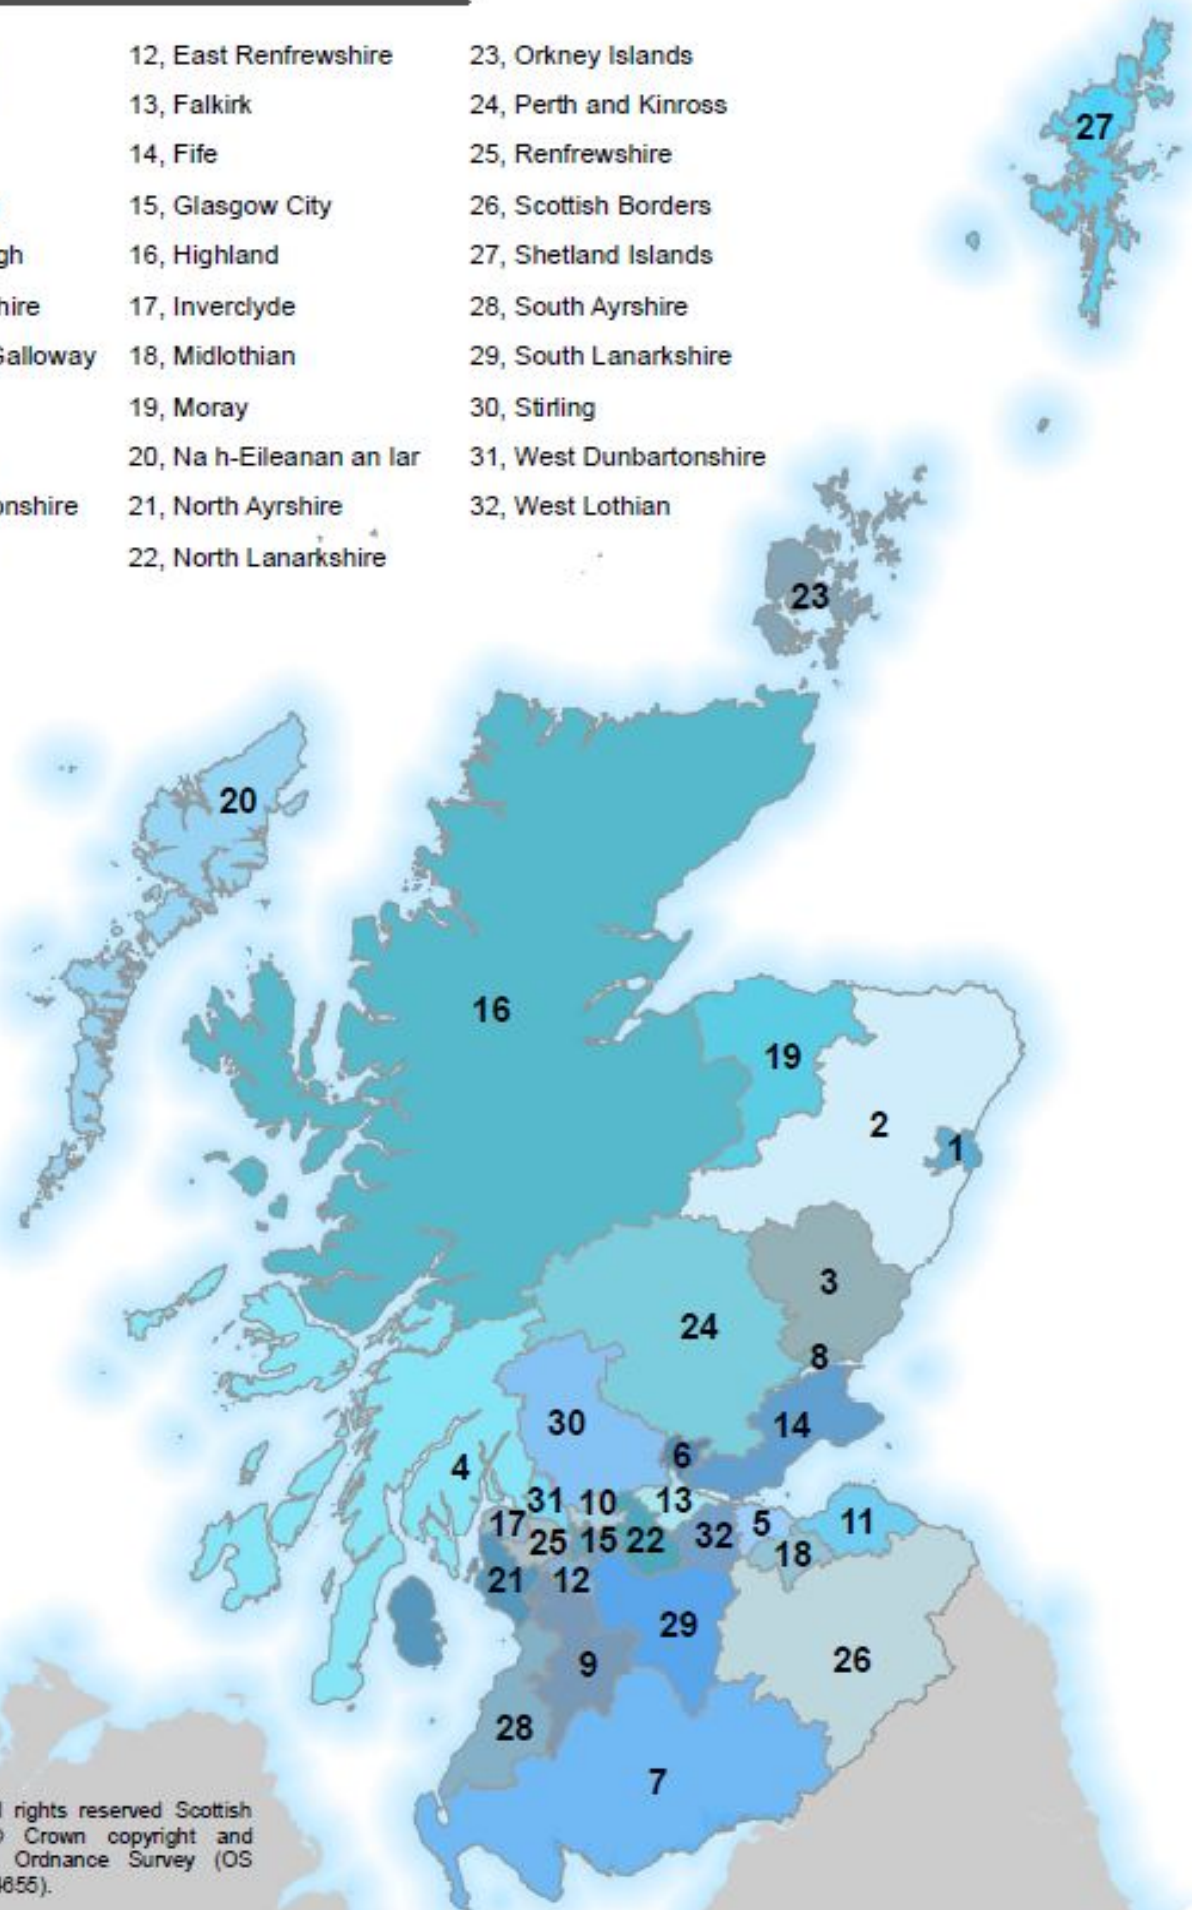 12, East Renfrewshire
13, Falkirk
14, Fife
15, Glasgow City
gh
16, Highland
hire
17, Inverclyde
Galloway
18, Midlothian
19, Moray
20, Na h-Eileanan an Iar
onshire
21, North Ayrshire
22, North Lanarkshire
23, Orkney Islands
24, Perth and Kinross
25, Renfrewshire
26, Scottish Borders
27, Shetland Islands
28, South Ayrshire
29, South Lanarkshire
30, Stirling
31, West Dunbartonshire
32, West Lothian
27
23
20
16
19
2
1
3
24
8
14
30
6
4
31 10 13
17 25 15 22 32 5 11
18
21 12
29
9
26
28
7
rights reserved Scottish
Crown copyright and
Ordnance Survey (OS
655).